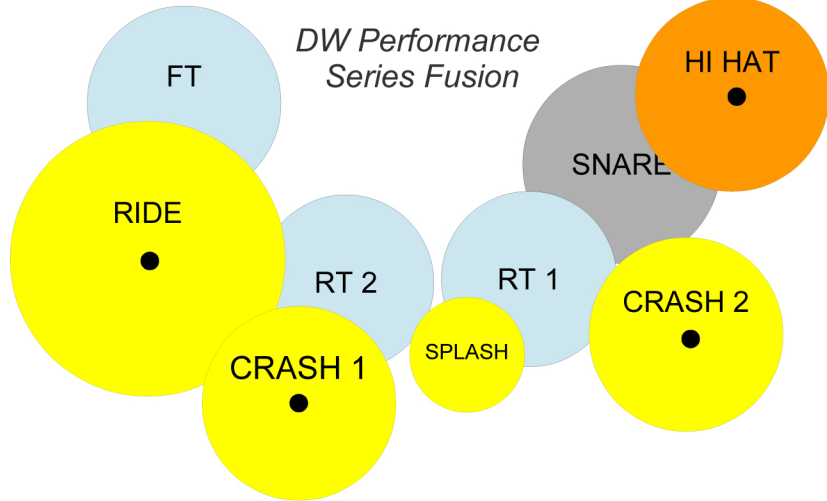 DW Performance
Series Fusion
FT
HI HAT
SNARE
RIDE
RT 2
RT 1
CRASH 2
SPLASH
CRASH 1